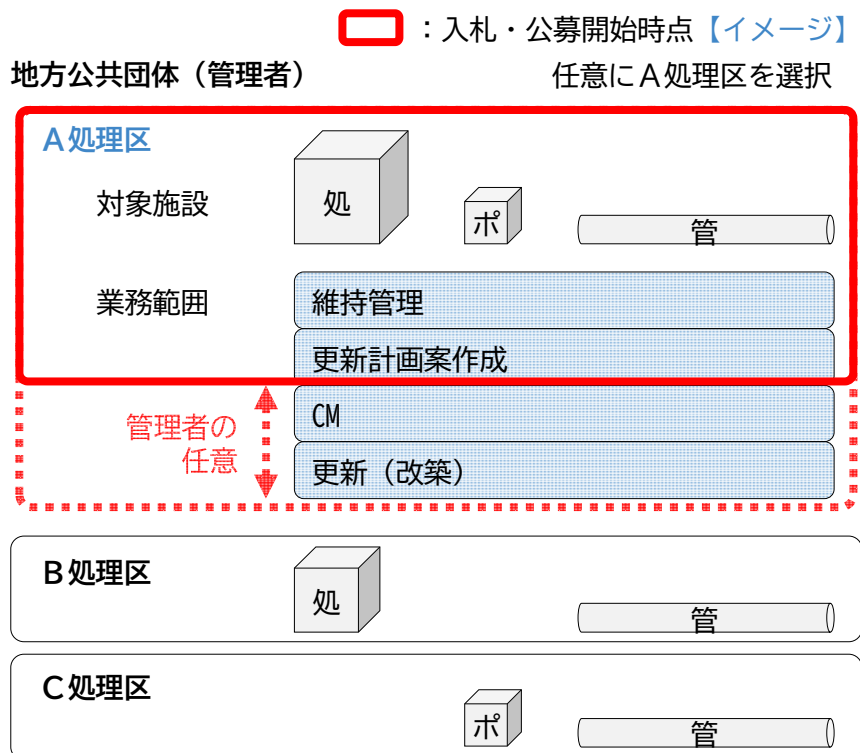 ：入札・公募開始時点【イメージ】
地方公共団体（管理者）　任意にＡ処理区を選択
Ａ処理区
対象施設　処　ポ　管
業務範囲　維持管理
更新計画案作成
管理者の任意
CM
更新（改築）
Ｂ処理区　処　管
Ｃ処理区　ポ　管